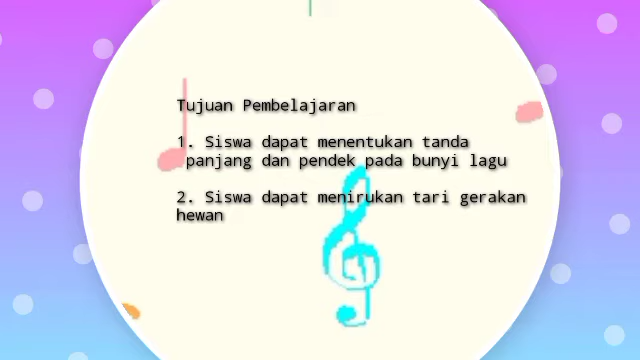 Tujuan Pembelajaran
1. Siswa dapat menentukan tanda
panjang dan pendek pada bunyi lagu
2. Siswa dapat menirukan tari gerakan
hewan